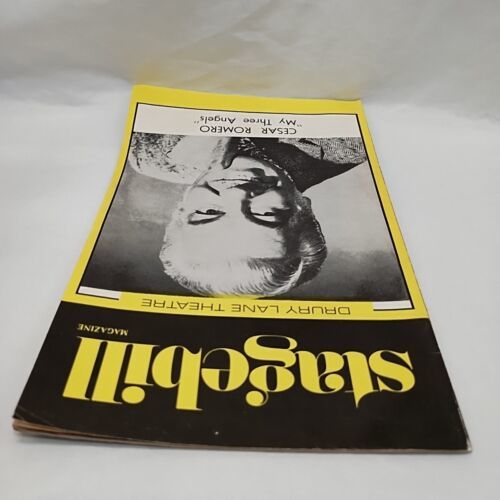 stagebill
MAGAZINE
DRURY LANE THEATRE
CESAR ROMERO
"My Three Angels"